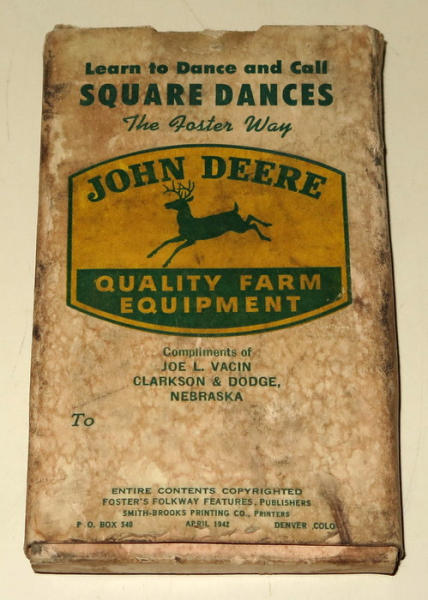 Learn to Dance and Call
SQUARE DANCES
The Foster Way
JOHN DEERE
QUALITY FARM
EQUIPMENT
Compliments of
JOE L. VACIN
CLARKSON & DODGE,
NEBRASKA
To
ENTIRE CONTENTS COPYRIGHTED
FOSTER'S FOLKWAY FEATURES, PUBLISHERS
SMITH-BROOKS PRINTING CO., PRINTERS
P.O. BOX 540 APRIL 1942 DENVER, COLO.